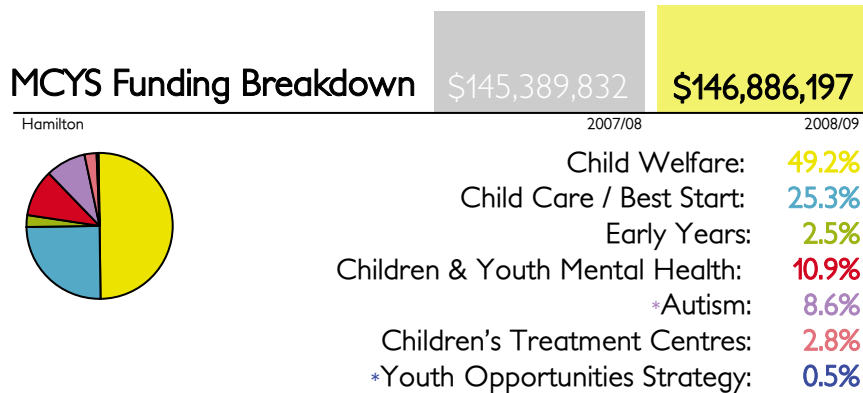 MCYS Funding Breakdown $145,389,832 $146,886,197
Hamilton 2007/08 2008/09
Child Welfare: 49.2%
Child Care / Best Start: 25.3%
Early Years: 2.5%
Children & Youth Mental Health: 10.9%
*Autism: 8.6%
Children’s Treatment Centres: 2.8%
*Youth Opportunities Strategy: 0.5%